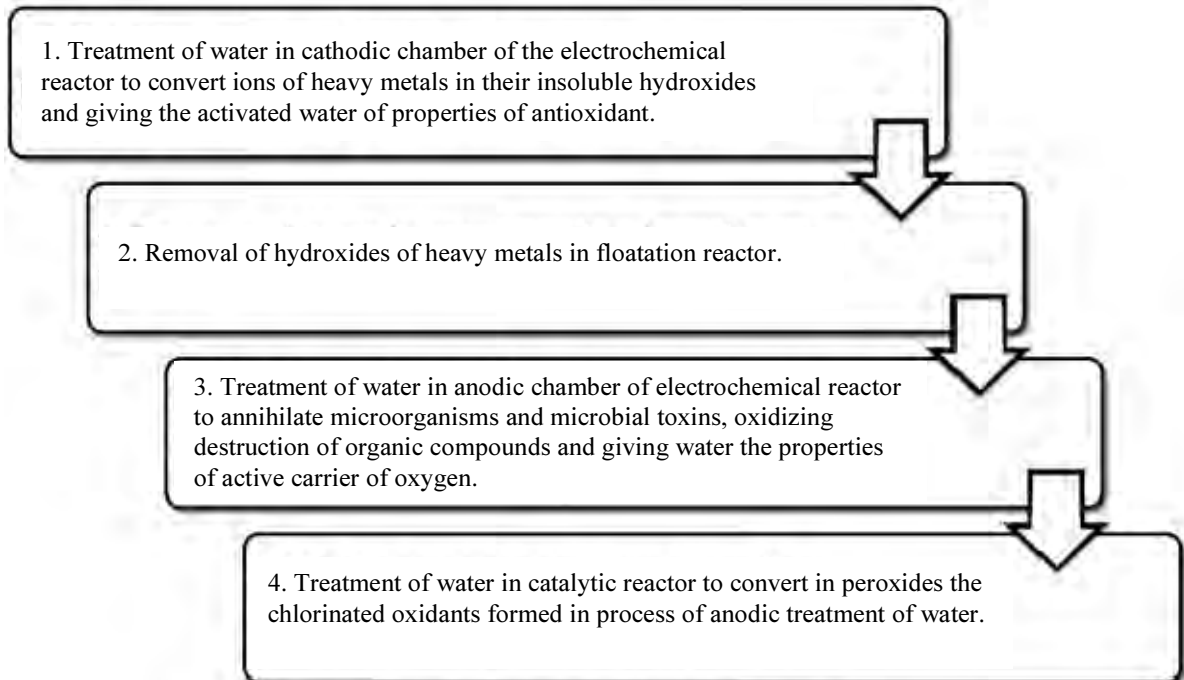 1. Treatment of water in cathodic chamber of the electrochemical
reactor to convert ions of heavy metals in their insoluble hydroxides
and giving the activated water of properties of antioxidant.
2. Removal of hydroxides of heavy metals in floatation reactor.
3. Treatment of water in anodic chamber of electrochemical reactor
to annihilate microorganisms and microbial toxins, oxidizing
destruction of organic compounds and giving water the properties
of active carrier of oxygen.
4. Treatment of water in catalytic reactor to convert in peroxides the
chlorinated oxidants formed in process of anodic treatment of water.